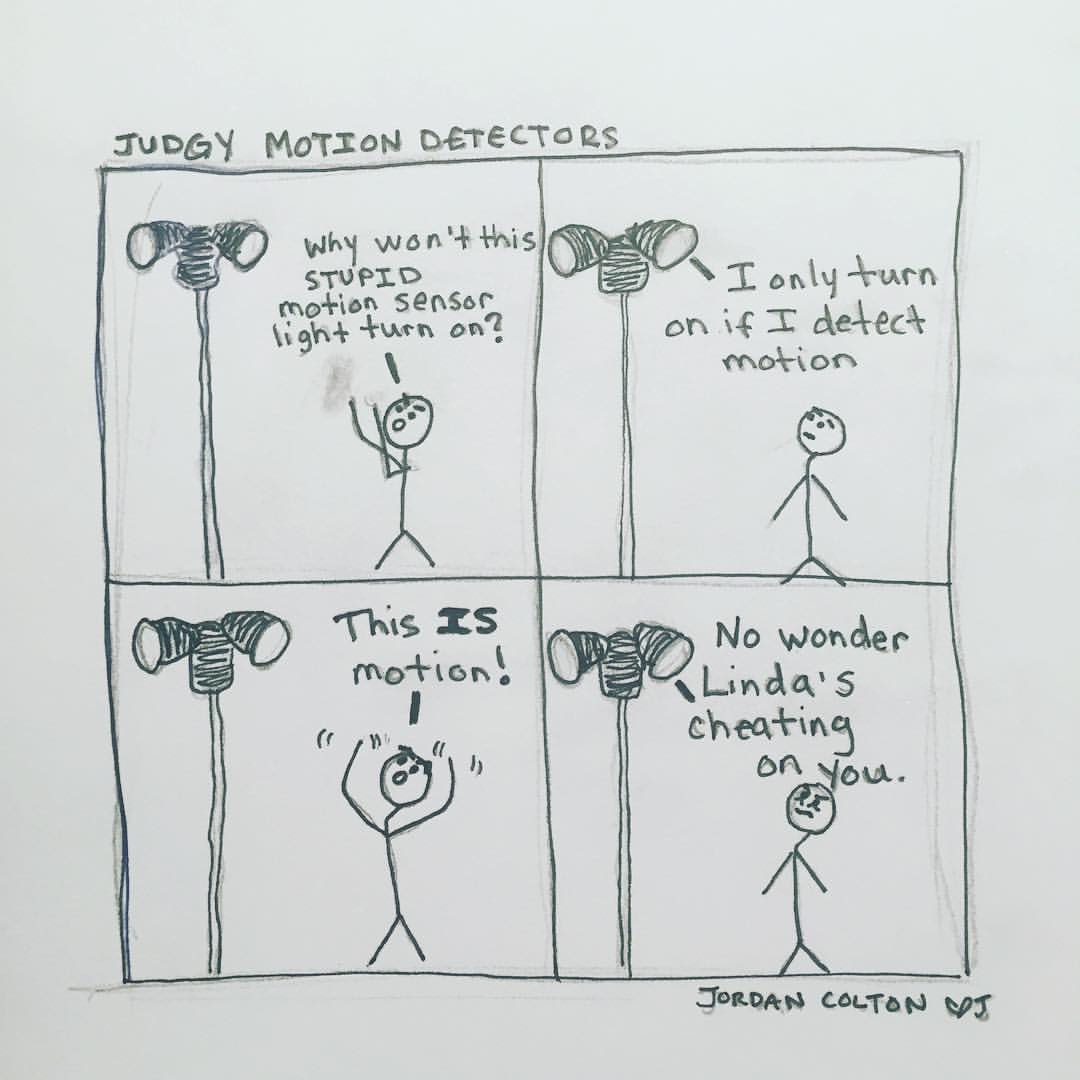 JUDGY MOTION DETECTORS
Why won't this
STUPID
motion sensor
light turn on?
I only turn
on if I detect
motion
This IS
motion!
No wonder
Linda's
cheating
on you.
JORDAN COLTON ♡J